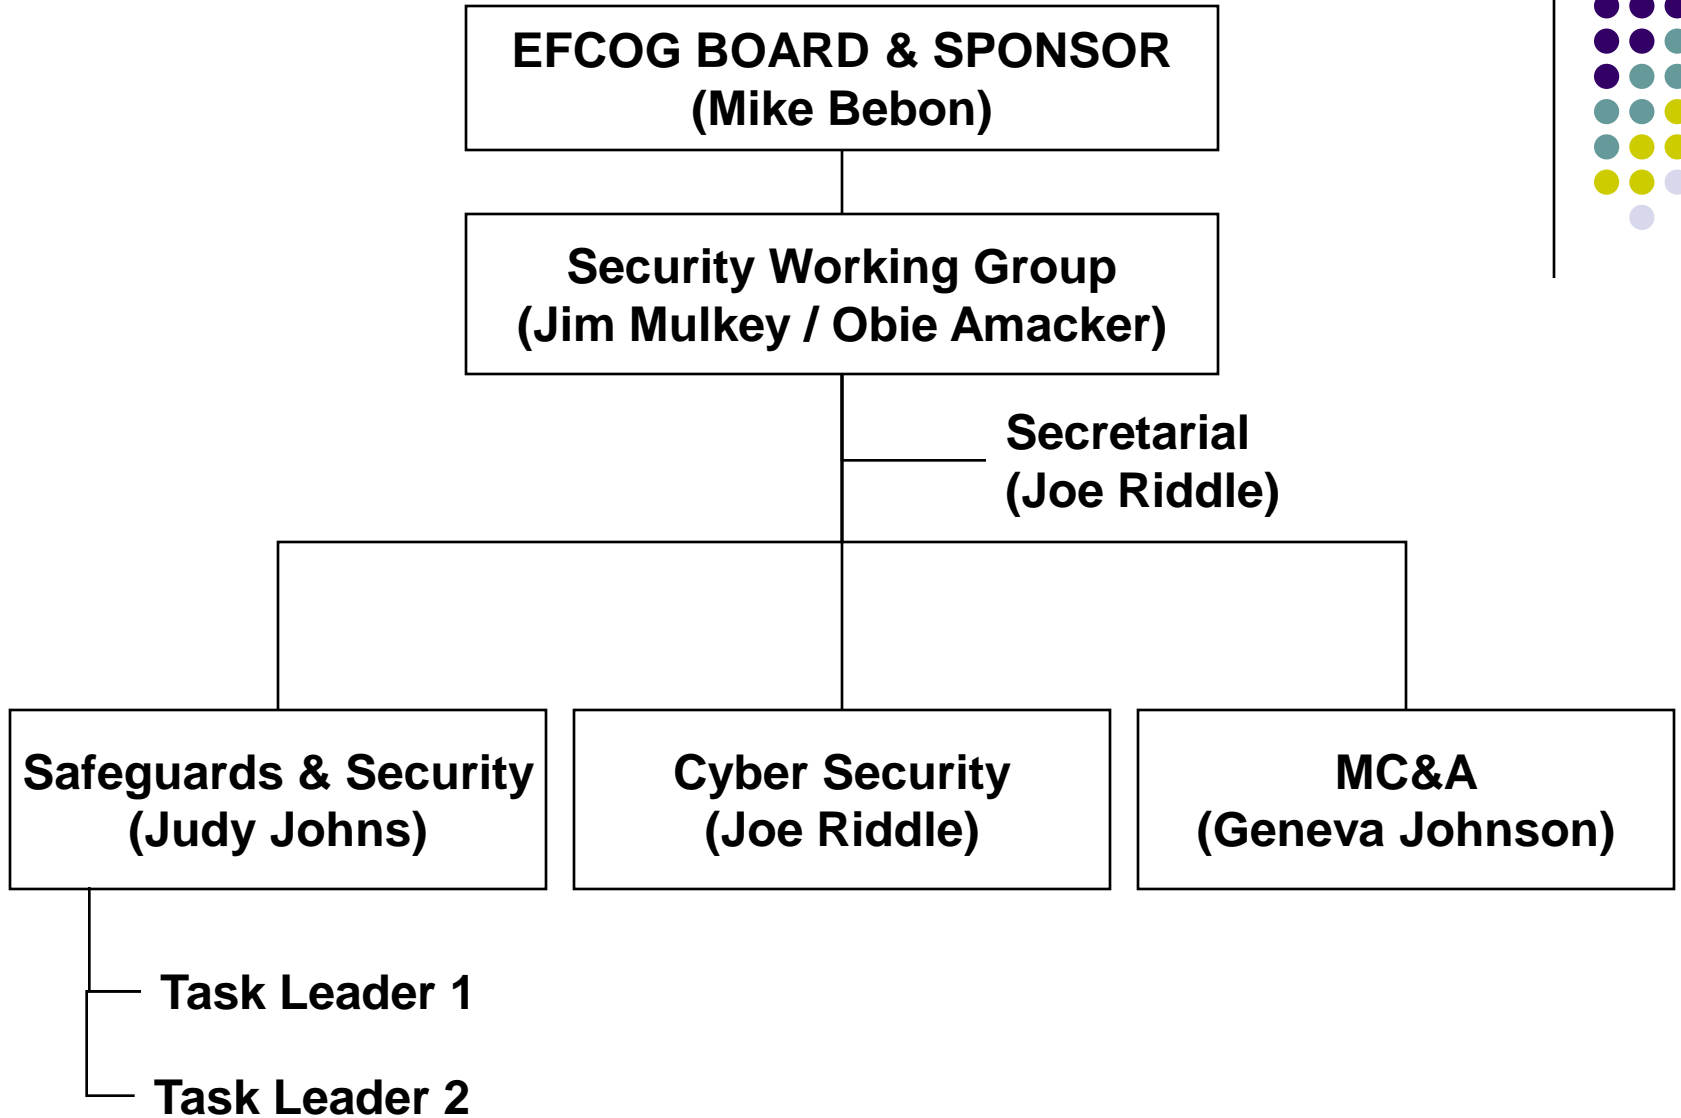 EFCOG BOARD & SPONSOR
(Mike Bebon)
Security Working Group
(Jim Mulkey / Obie Amacker)
Secretarial
(Joe Riddle)
Safeguards & Security
(Judy Johns)
Cyber Security
(Joe Riddle)
MC&A
(Geneva Johnson)
Task Leader 1
Task Leader 2